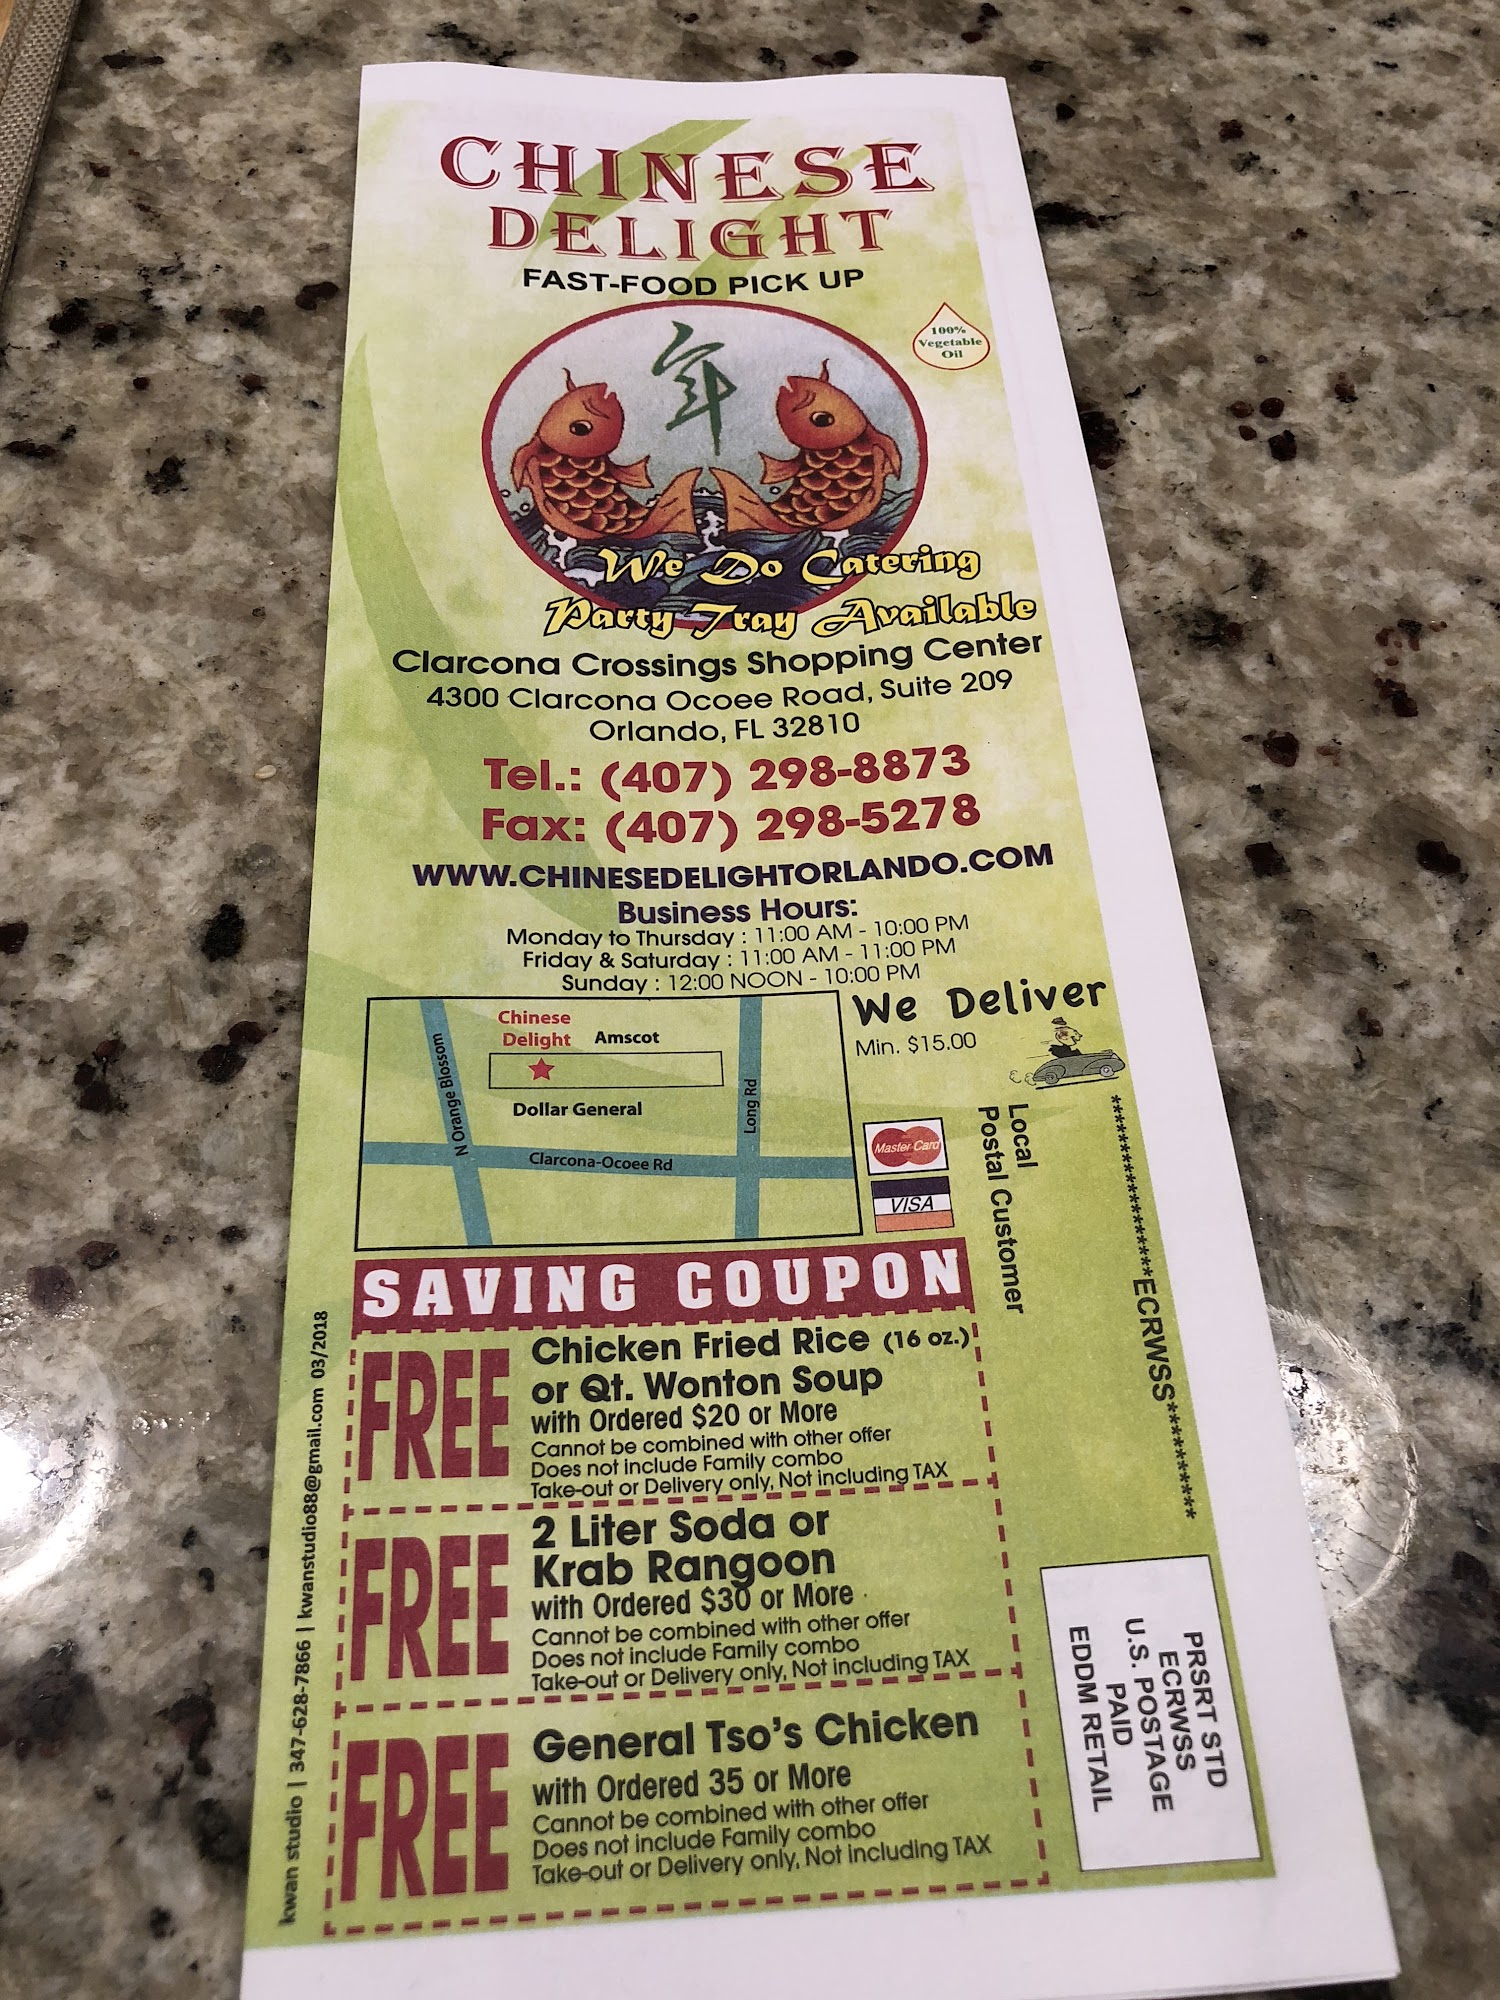 CHINESE
DELIGHT
FAST-FOOD PICK UP
100%
Vegetable
Oil
年
We Do Catering
Party Tray Available
Clarcona Crossings Shopping Center
4300 Clarcona Ocoee Road, Suite 209
Orlando, FL 32810
Tel.: (407) 298-8873
Fax: (407) 298-5278
WWW.CHINESEDELIGHTORLANDO.COM
Business Hours:
Monday to Thursday : 11:00 AM - 10:00 PM
Friday & Saturday : 11:00 AM - 11:00 PM
Sunday : 12:00 NOON - 10:00 PM
Chinese
Delight
Amscot
Dollar General
N Orange Blossom
Long Rd
Clarcona-Ocoee Rd
We Deliver
Min. $15.00
MasterCard
VISA
Local
Postal Customer
********************ECRWSS**********
SAVING COUPON
FREE
Chicken Fried Rice (16 oz.)
or Qt. Wonton Soup
with Ordered $20 or More
Cannot be combined with other offer
Does not include Family combo
Take-out or Delivery only, Not including TAX
FREE
2 Liter Soda or
Krab Rangoon
with Ordered $30 or More
Cannot be combined with other offer
Does not include Family combo
Take-out or Delivery only, Not including TAX
FREE
General Tso's Chicken
with Ordered 35 or More
Cannot be combined with other offer
Does not include Family combo
Take-out or Delivery only, Not including TAX
kwan studio | 347-628-7866 | kwanstudio88@gmail.com 03/2018
PRSRT STD
ECRWSS
U.S. POSTAGE
PAID
EDDM RETAIL